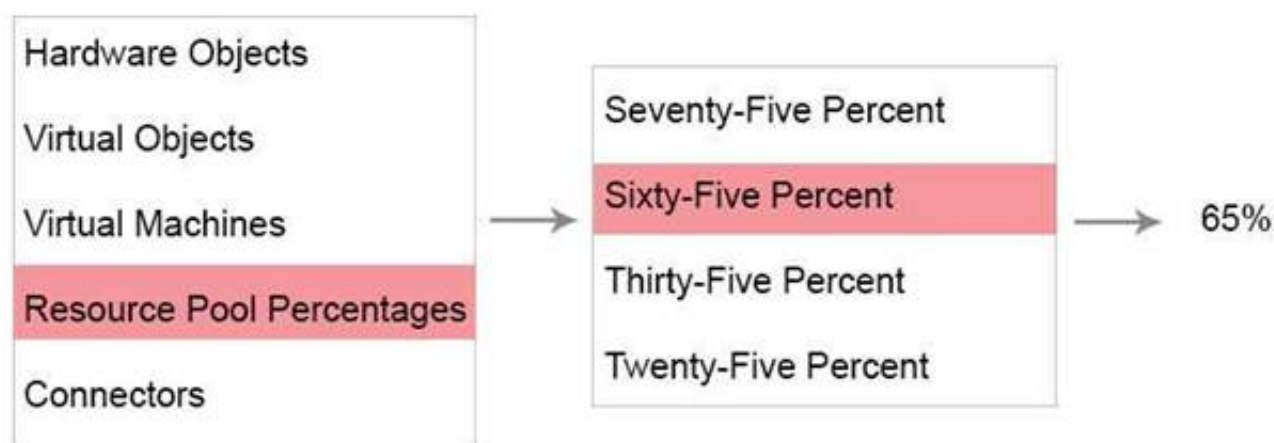 Hardware Objects
Virtual Objects
Virtual Machines
Resource Pool Percentages
Connectors
Seventy-Five Percent
Sixty-Five Percent
Thirty-Five Percent
Twenty-Five Percent
65%